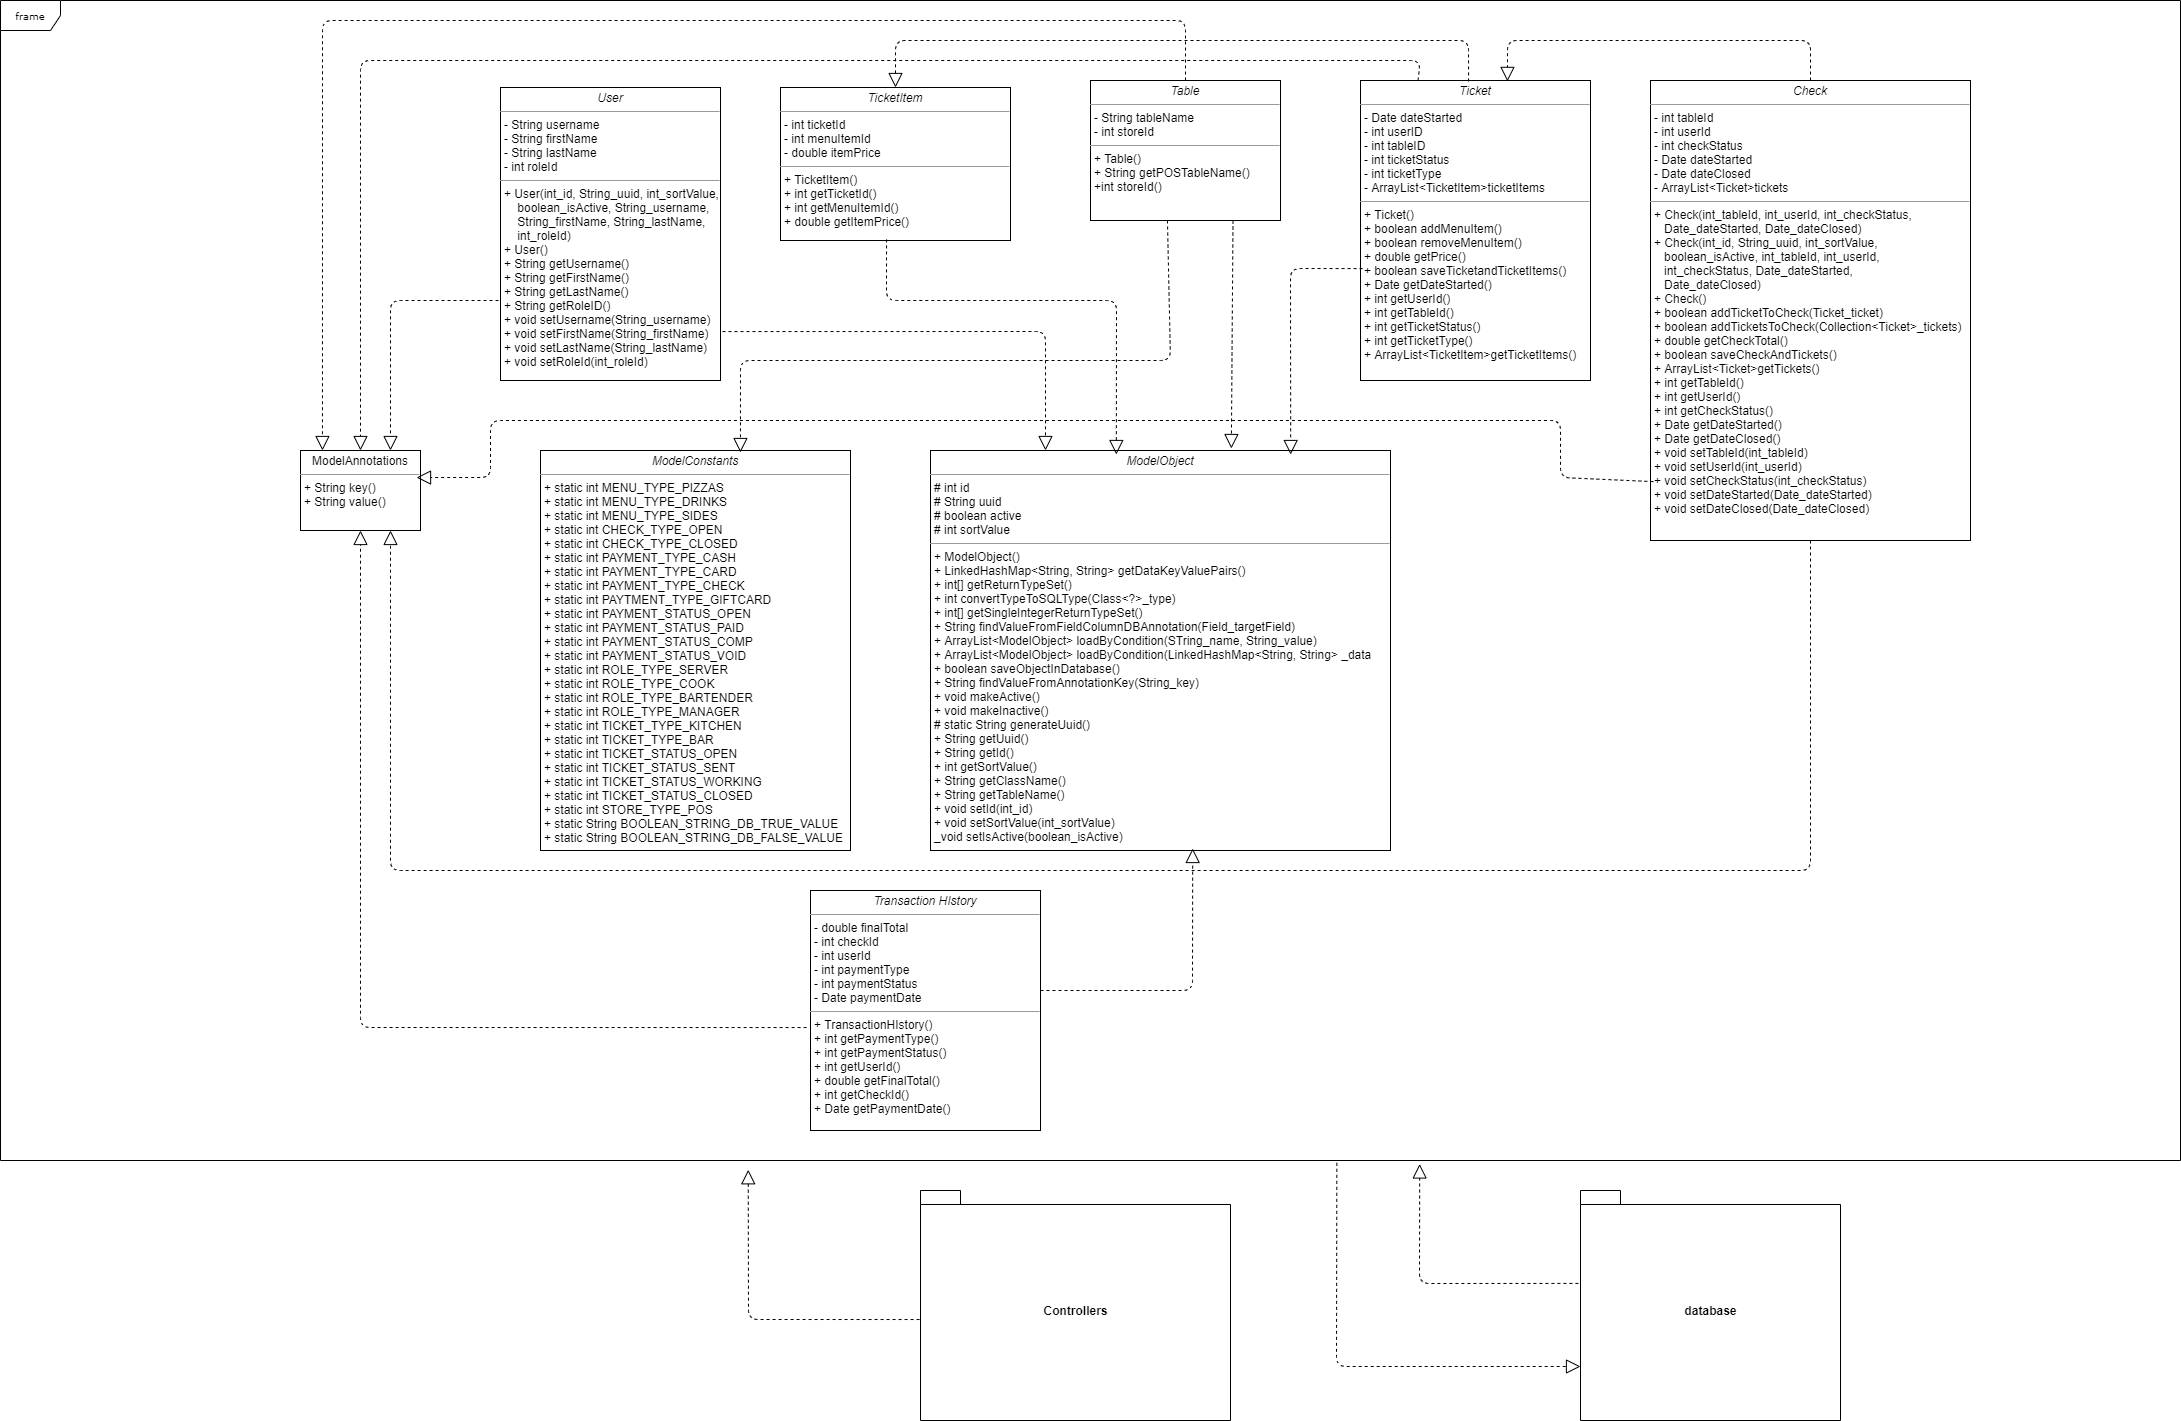 frame
User
- String username
- String firstName
- String lastName
- int roleId
+ User(int_id, String_uuid, int_sortValue,
boolean_isActive, String_username,
String_firstName, String_lastName,
int_roleId)
+ User()
+ String getUsername()
+ String getFirstName()
+ String getLastName()
+ String getRoleID()
+ void setUsername(String_username)
+ void setFirstName(String_firstName)
+ void setLastName(String_lastName)
+ void setRoleId(int_roleId)
TicketItem
- int ticketId
- int menuItemId
- double itemPrice
+ TicketItem()
+ int getTicketId()
+ int getMenuItemId()
+ double getItemPrice()
Table
- String tableName
- int storeId
+ Table()
+ String getPOSTableName()
+int storeId()
Ticket
- Date dateStarted
- int userID
- int tableID
- int ticketStatus
- int ticketType
- ArrayList<TicketItem>ticketItems
+ Ticket()
+ boolean addMenuItem()
+ boolean removeMenuItem()
+ double getPrice()
+ boolean saveTicketandTicketItems()
+ Date getDateStarted()
+ int getUserId()
+ int getTableId()
+ int getTicketStatus()
+ int getTicketType()
+ ArrayList<TicketItem>getTicketItems()
Check
- int tableId
- int userId
- int checkStatus
- Date dateStarted
- Date dateClosed
- ArrayList<Ticket>tickets
+ Check(int_tableId, int_userId, int_checkStatus,
Date_dateStarted, Date_dateClosed)
+ Check(int_id, String_uuid, int_sortValue,
boolean_isActive, int_tableId, int_userId,
int_checkStatus, Date_dateStarted,
Date_dateClosed)
+ Check()
+ boolean addTicketToCheck(Ticket_ticket)
+ boolean addTicketsToCheck(Collection<Ticket>_tickets)
+ double getCheckTotal()
+ boolean saveCheckAndTickets()
+ ArrayList<Ticket>getTickets()
+ int getTableId()
+ int getUserId()
+ int getCheckStatus()
+ Date getDateStarted()
+ Date getDateClosed()
+ void setTableId(int_tableId)
+ void setUserId(int_userId)
+ void setCheckStatus(int_checkStatus)
+ void setDateStarted(Date_dateStarted)
+ void setDateClosed(Date_dateClosed)
ModelAnnotations
+ String key()
+ String value()
ModelConstants
+ static int MENU_TYPE_PIZZAS
+ static int MENU_TYPE_DRINKS
+ static int MENU_TYPE_SIDES
+ static int CHECK_TYPE_OPEN
+ static int CHECK_TYPE_CLOSED
+ static int PAYMENT_TYPE_CASH
+ static int PAYMENT_TYPE_CARD
+ static int PAYMENT_TYPE_CHECK
+ static int PAYTMENT_TYPE_GIFTCARD
+ static int PAYMENT_STATUS_OPEN
+ static int PAYMENT_STATUS_PAID
+ static int PAYMENT_STATUS_COMP
+ static int PAYMENT_STATUS_VOID
+ static int ROLE_TYPE_SERVER
+ static int ROLE_TYPE_COOK
+ static int ROLE_TYPE_BARTENDER
+ static int ROLE_TYPE_MANAGER
+ static int TICKET_TYPE_KITCHEN
+ static int TICKET_TYPE_BAR
+ static int TICKET_STATUS_OPEN
+ static int TICKET_STATUS_SENT
+ static int TICKET_STATUS_WORKING
+ static int TICKET_STATUS_CLOSED
+ static int STORE_TYPE_POS
+ static String BOOLEAN_STRING_DB_TRUE_VALUE
+ static String BOOLEAN_STRING_DB_FALSE_VALUE
ModelObject
# int id
# String uuid
# boolean active
# int sortValue
+ ModelObject()
+ LinkedHashMap<String, String> getDataKeyValuePairs()
+ int[] getReturnTypeSet()
+ int convertTypeToSQLType(Class<?>_type)
+ int[] getSingleIntegerReturnTypeSet()
+ String findValueFromFieldColumnDBAnnotation(Field_targetField)
+ ArrayList<ModelObject> loadByCondition(STring_name, String_value)
+ ArrayList<ModelObject> loadByCondition(LinkedHashMap<String, String> _data
+ boolean saveObjectInDatabase()
+ String findValueFromAnnotationKey(String_key)
+ void makeActive()
+ void makeInactive()
# static String generateUuid()
+ String getUuid()
+ String getId()
+ int getSortValue()
+ String getClassName()
+ String getTableName()
+ void setId(int_id)
+ void setSortValue(int_sortValue)
_void setIsActive(boolean_isActive)
Transaction HIstory
- double finalTotal
- int checkId
- int userId
- int paymentType
- int paymentStatus
- Date paymentDate
+ TransactionHIstory()
+ int getPaymentType()
+ int getPaymentStatus()
+ int getUserId()
+ double getFinalTotal()
+ int getCheckId()
+ Date getPaymentDate()
Controllers
database